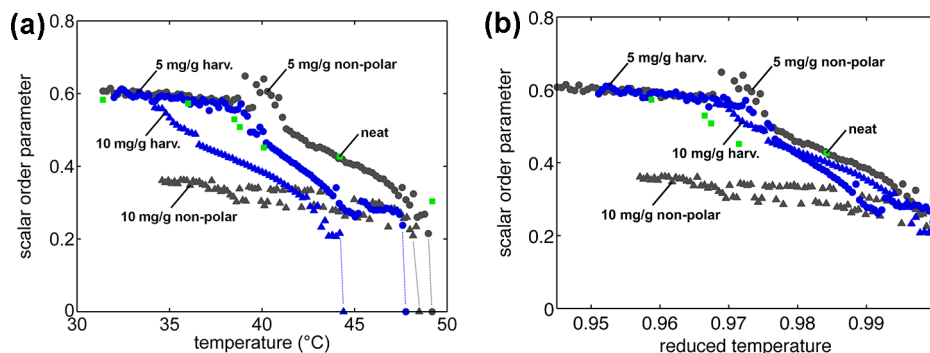 (a)
0.8
0.6
0.4
0.2
0
scalar order parameter
5 mg/g harv.
5 mg/g non-polar
neat
10 mg/g harv.
10 mg/g non-polar
30 35 40 45 50
temperature (°C)
(b)
0.8
0.6
0.4
0.2
0
scalar order parameter
5 mg/g harv.
5 mg/g non-polar
neat
10 mg/g harv.
10 mg/g non-polar
0.95 0.96 0.97 0.98 0.99
reduced temperature